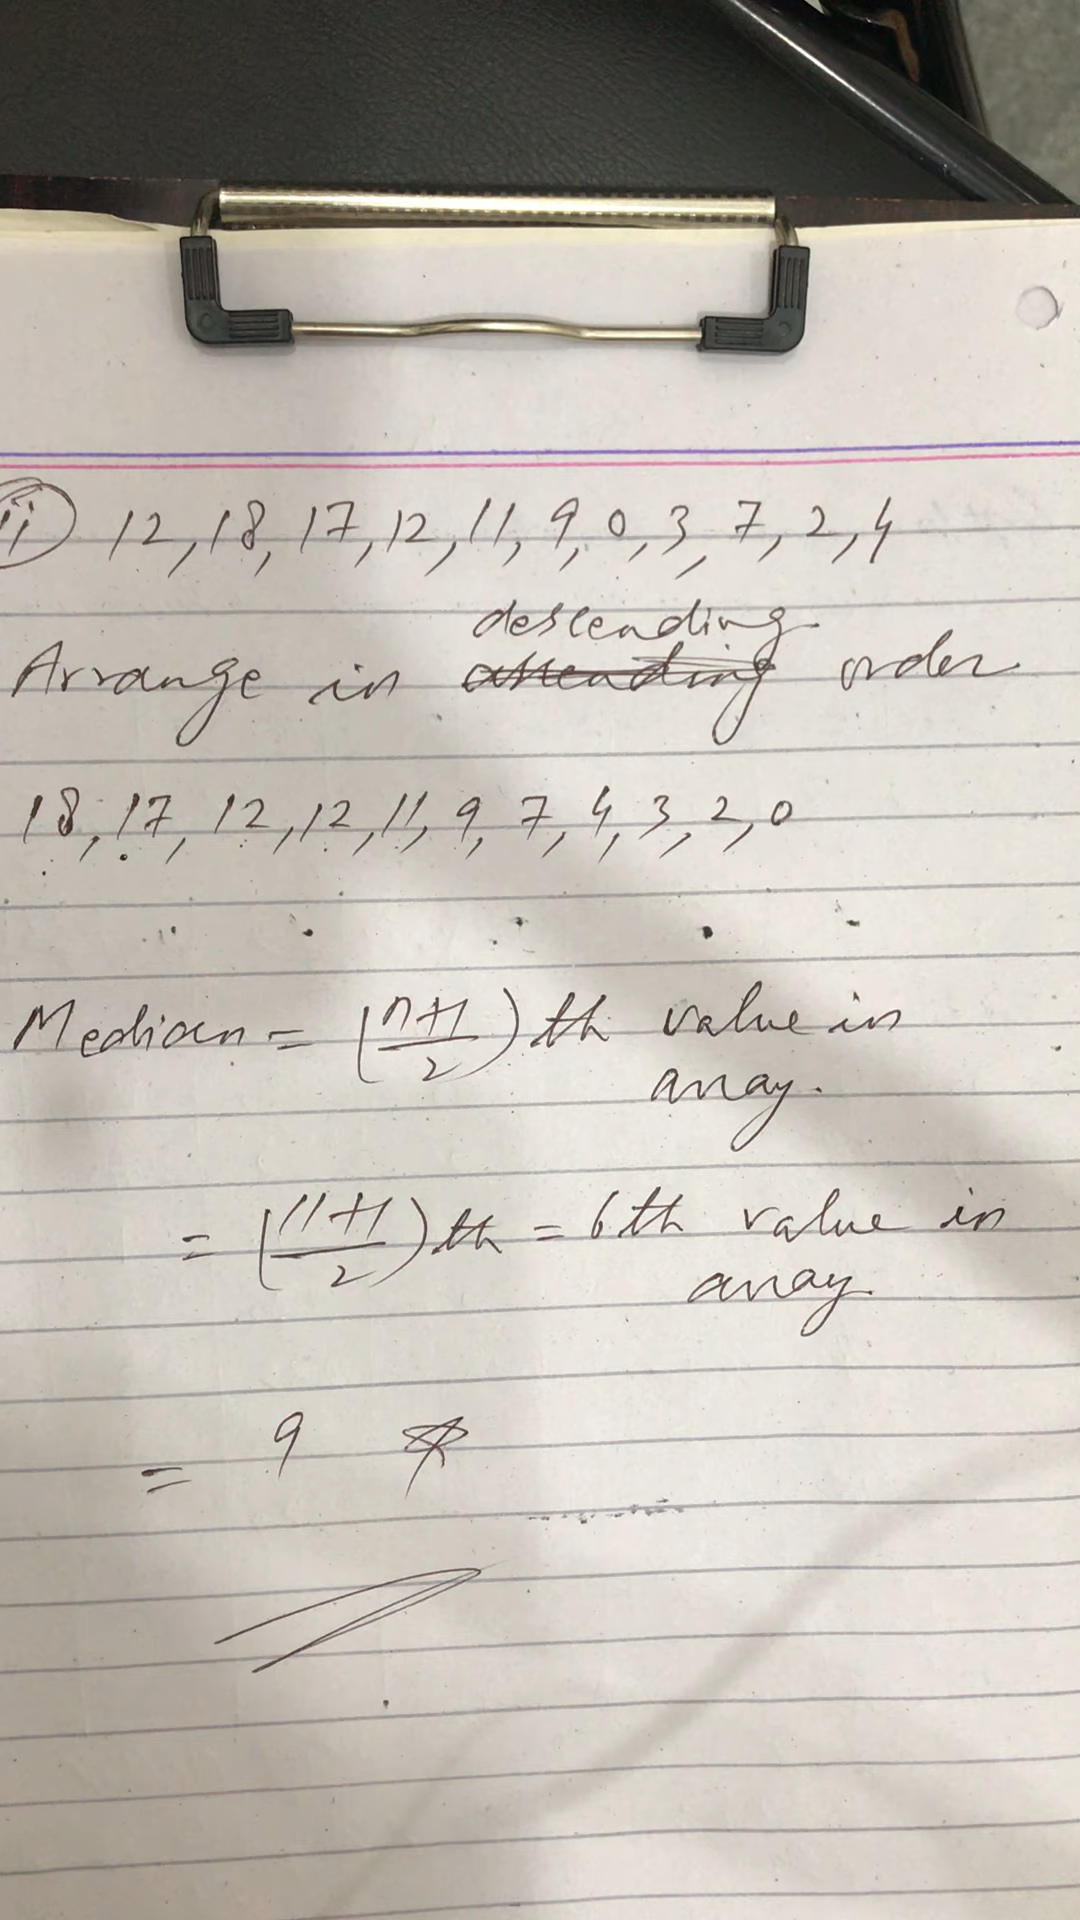 ii) 12, 18, 17, 12, 11, 9, 0, 3, 7, 2, 4
descending
Arrange in assending order
18, 17, 12, 12, 11, 9, 7, 4, 3, 2, 0
Median = (n+1/2)th value in
array.
= (11+1/2)th = 6th value in
array.
= 9